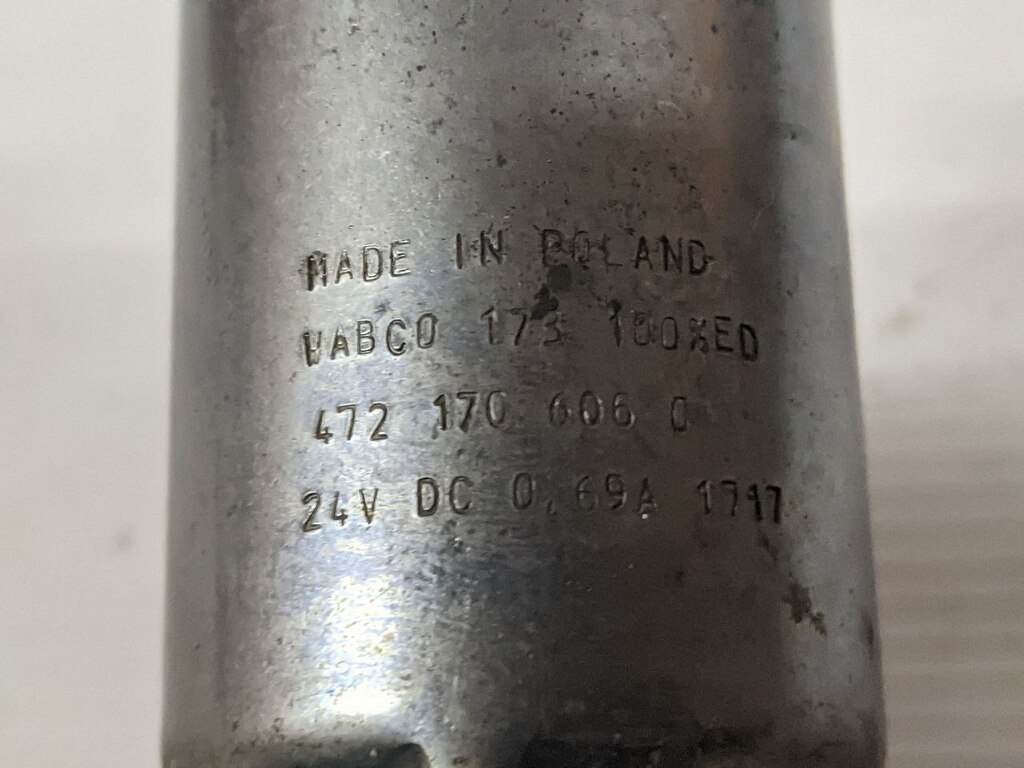 MADE IN POLAND
WABCO 173 100%ED
472 170 606 0
24V DC 0,69A 1717